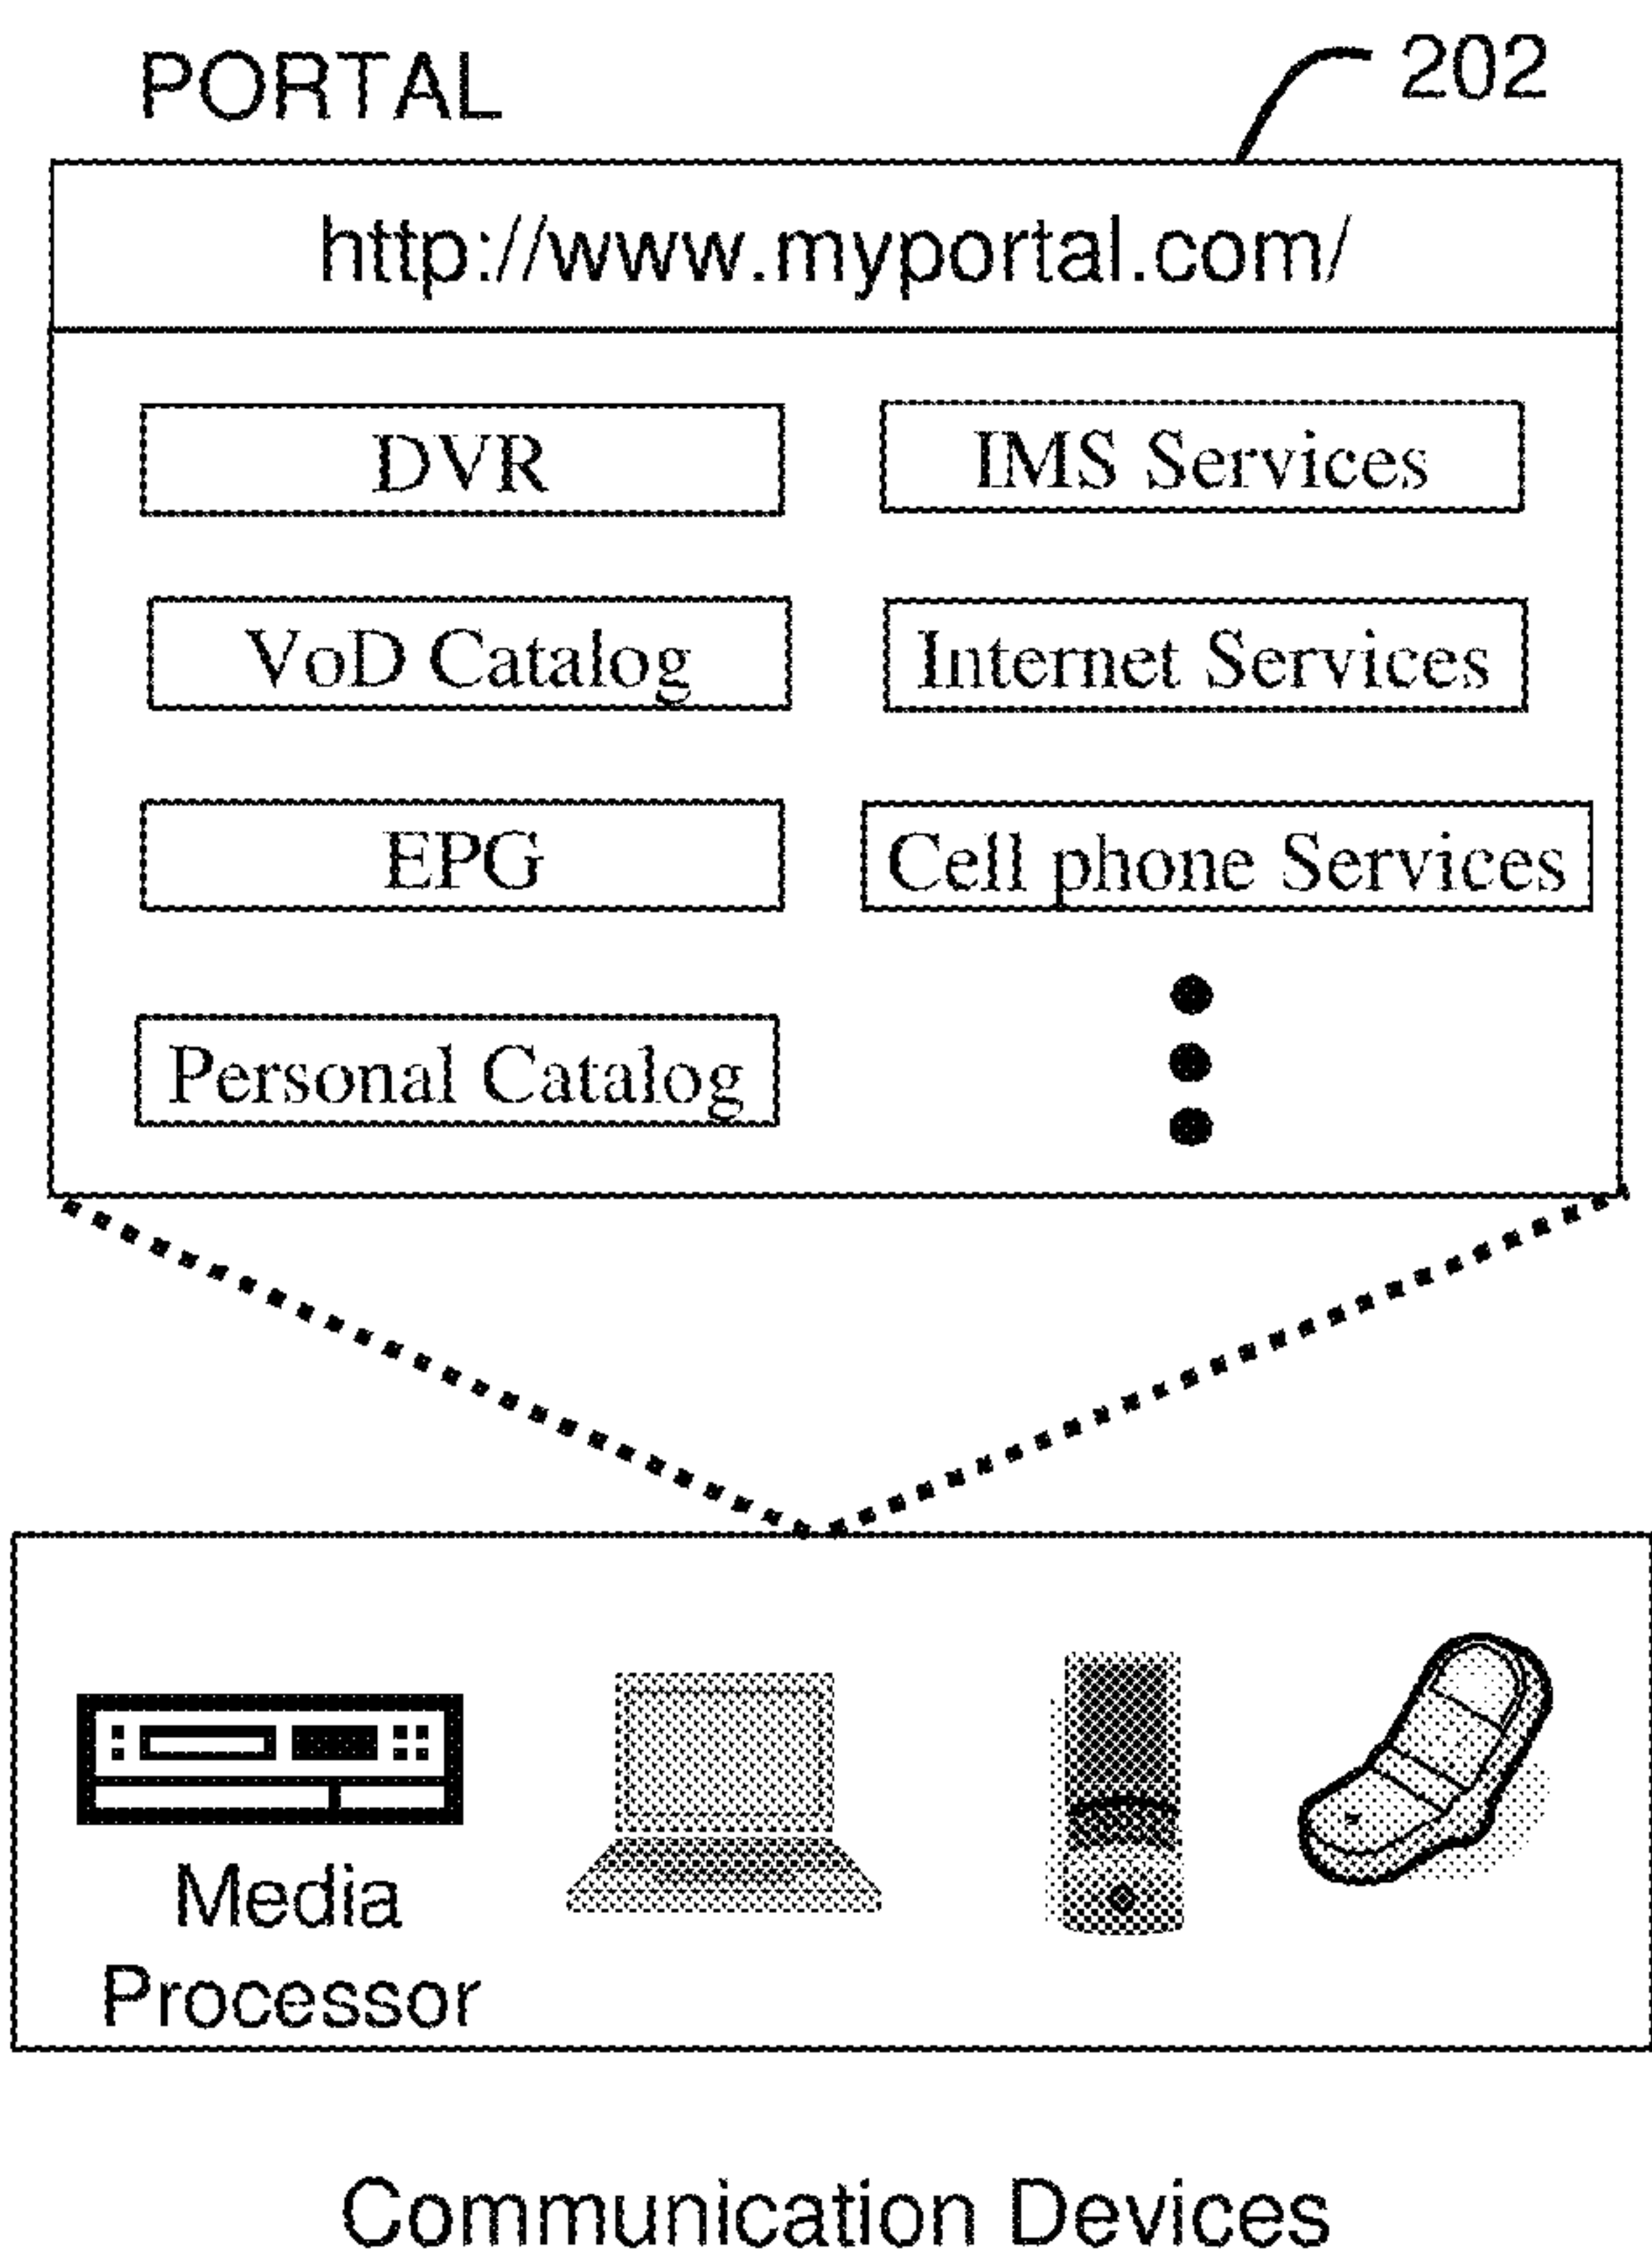 PORTAL
202
http://www.myportal.com/
DVR
IMS Services
VoD Catalog
Internet Services
EPG
Cell phone Services
Personal Catalog
Media
Processor
Communication Devices